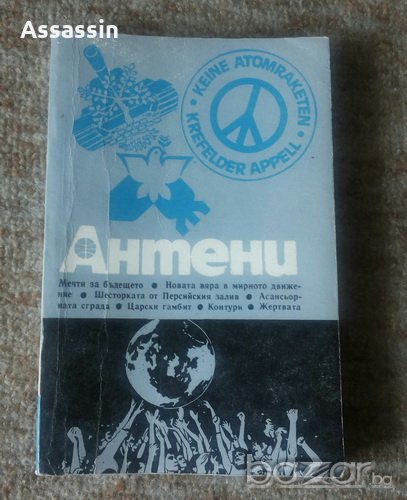 Assassin
KEINE ATOMRAKETEN
KREFELDER APPELL
Антени
Мечти за бъдещето ● Новата вяра в мирното движе-
ние ● Шесторката от Персийския залив ● Асансьор-
ната сграда ● Царски гамбит ● Контури ● Жертвата
bazar.bg